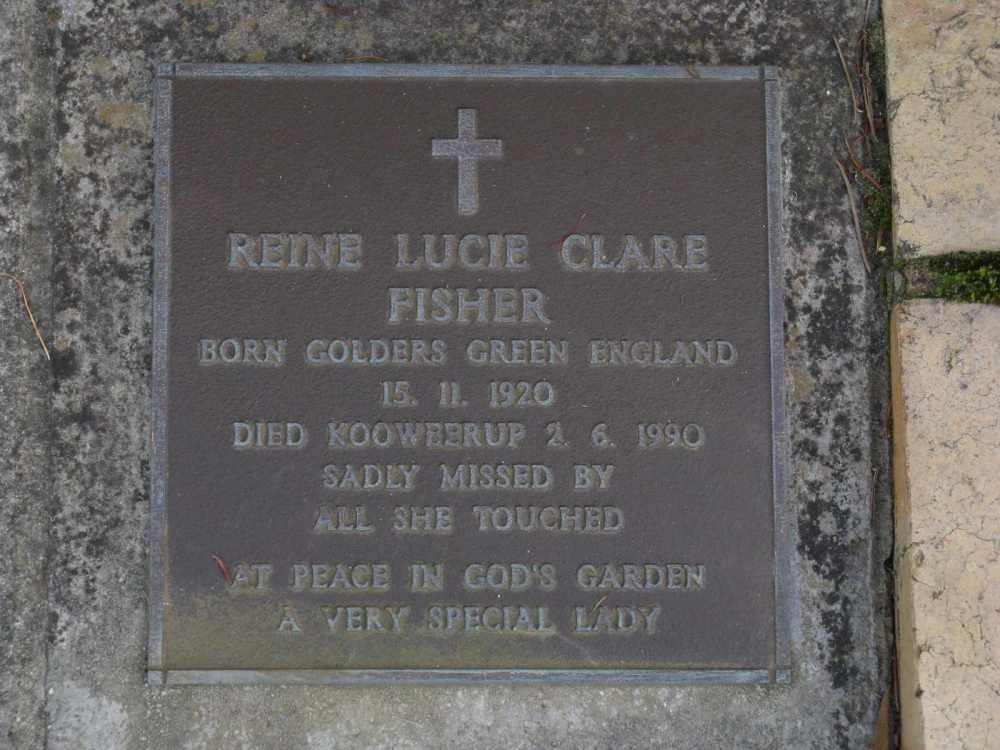 REINE LUCIE CLARE
FISHER
BORN GOLDERS GREEN ENGLAND
15. 11. 1920
DIED KOOWEERUP 2. 6. 1990
SADLY MISSED BY
ALL SHE TOUCHED
AT PEACE IN GOD'S GARDEN
A VERY SPECIAL LADY